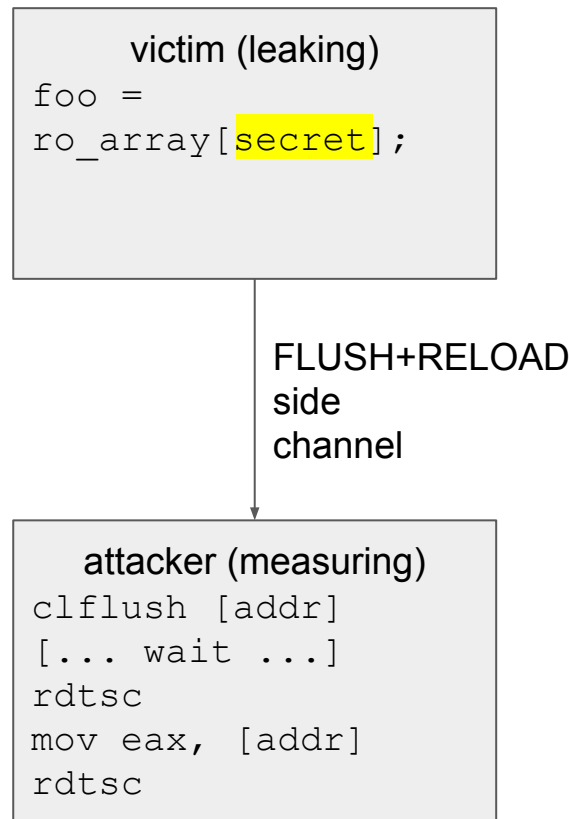 victim (leaking)
foo =
ro_array[secret];
FLUSH+RELOAD
side
channel
attacker (measuring)
clflush [addr]
[... wait ...]
rdtsc
mov eax, [addr]
rdtsc